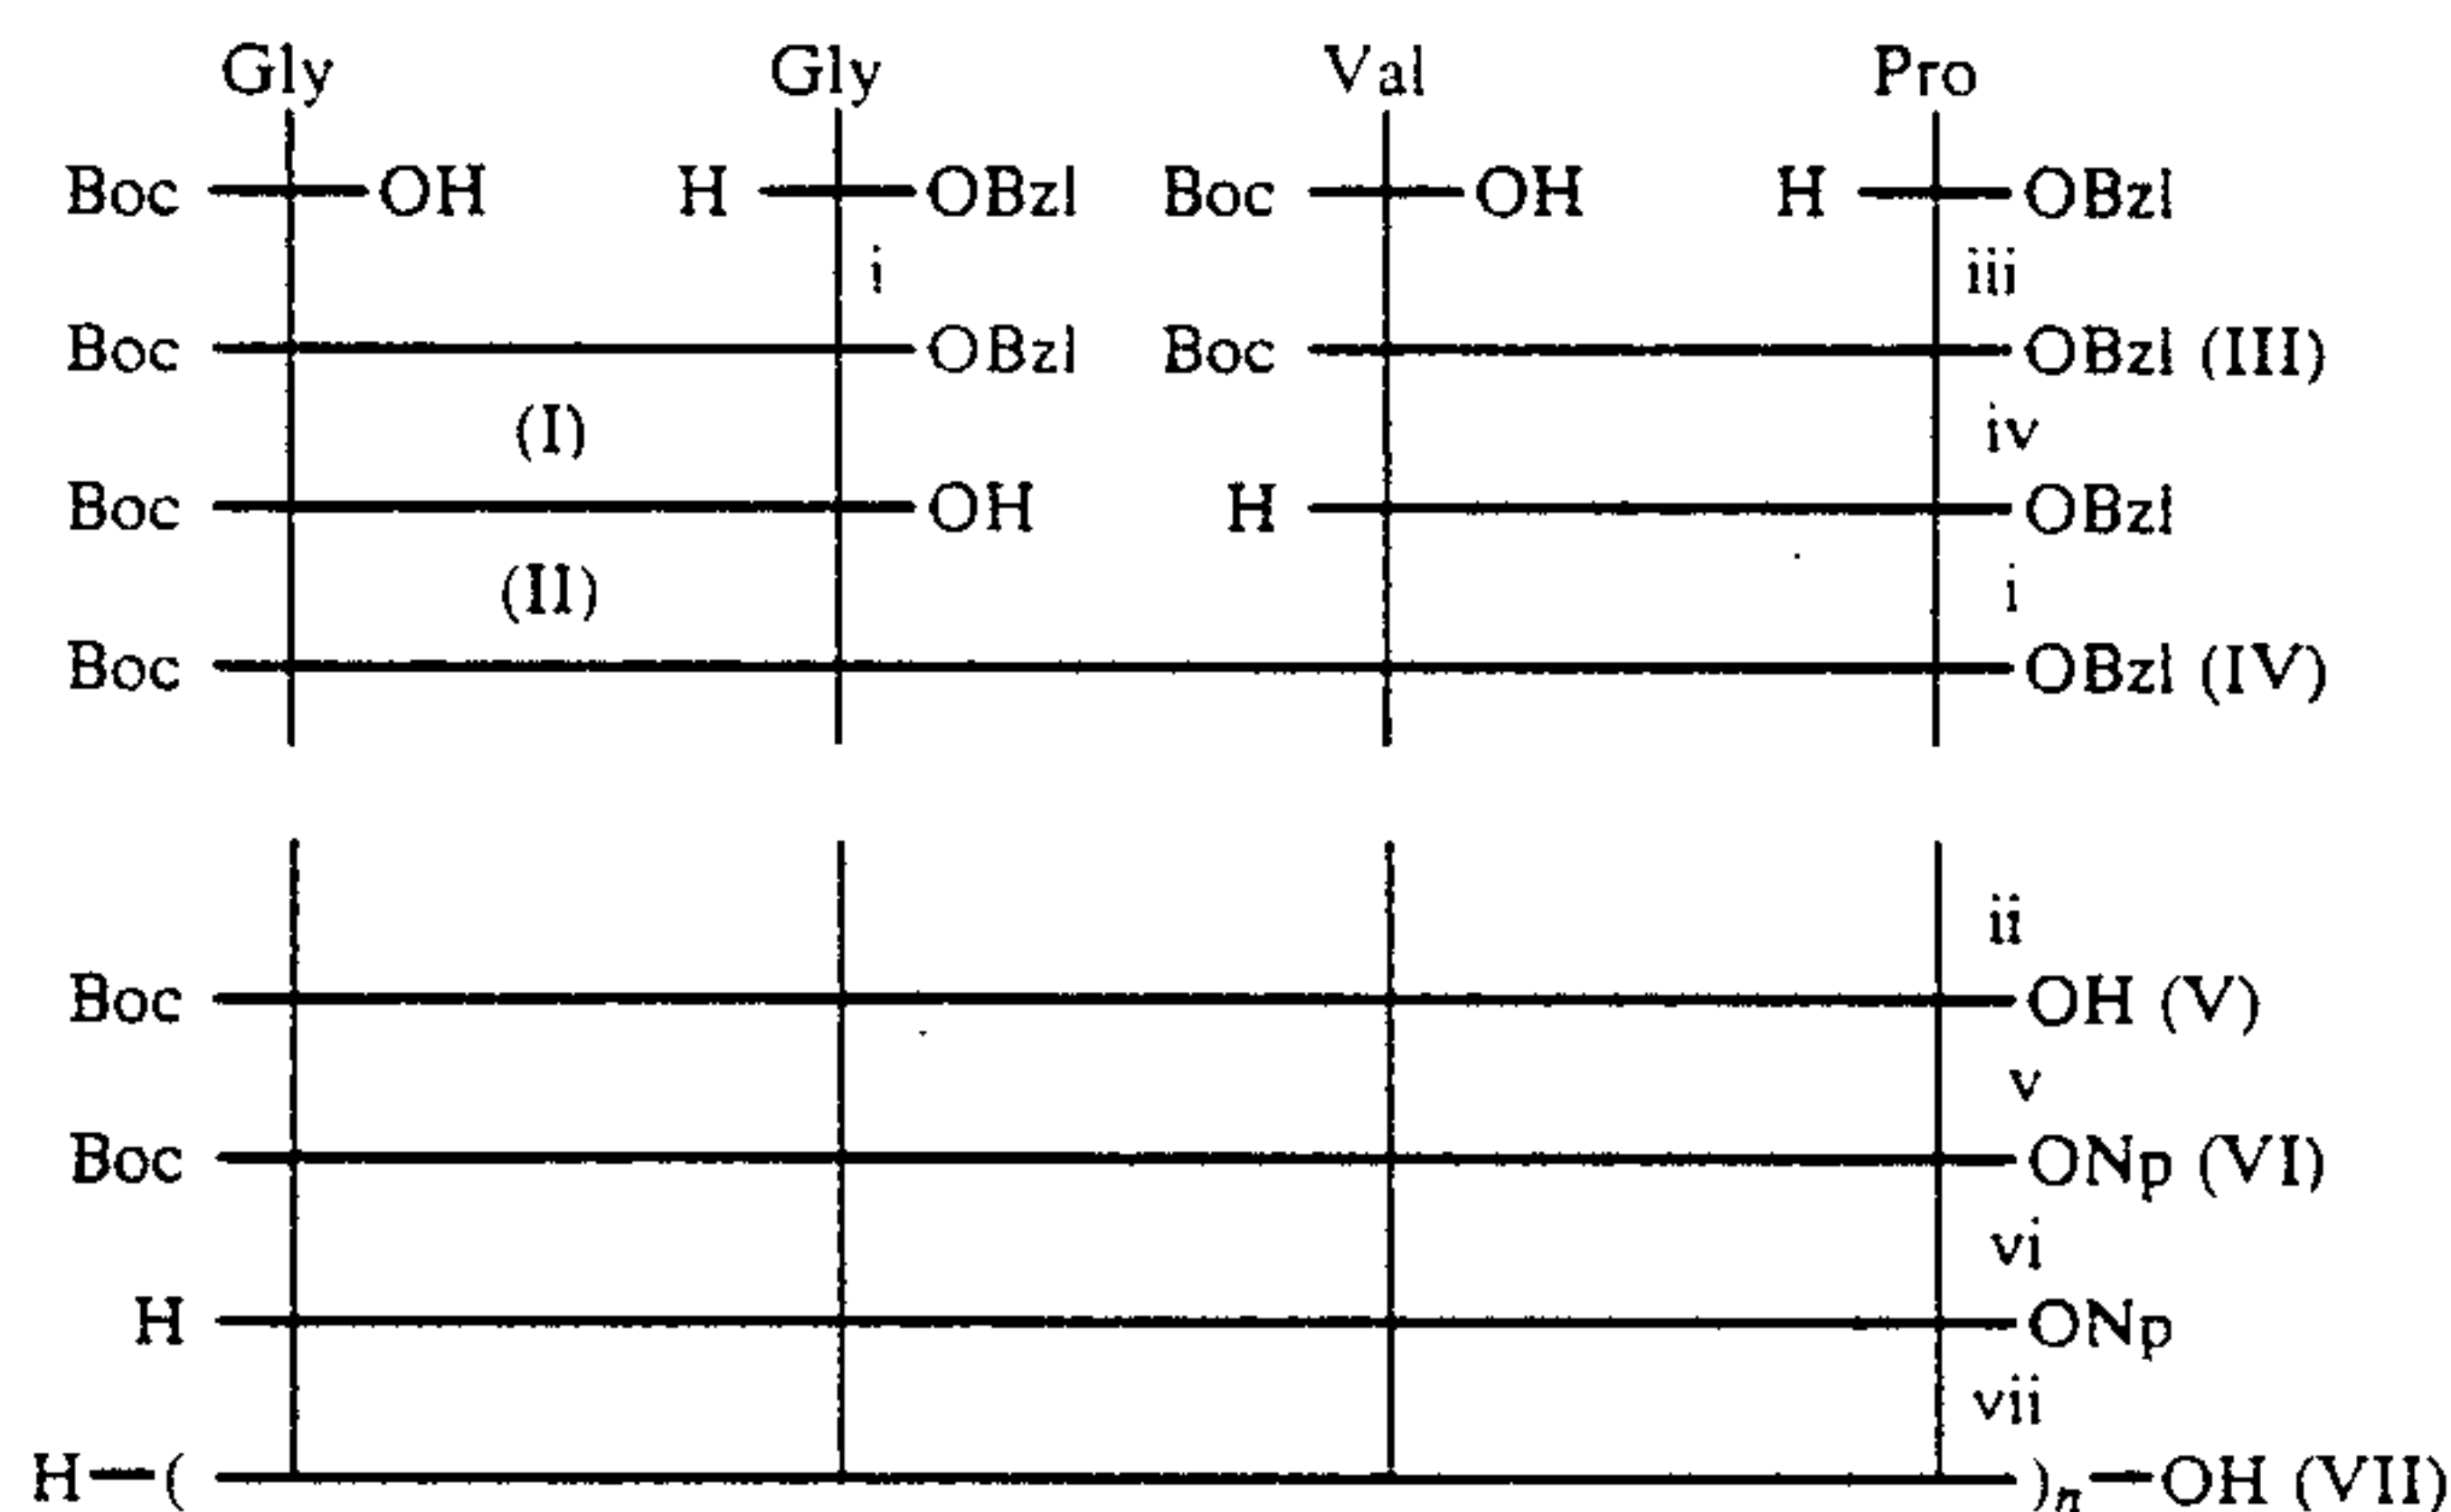 Gly Gly Val Pro
Boc OH H OBzl Boc OH H OBzl
i iii
Boc OBzl Boc OBzl (III)
(I) iv
Boc OH H OBzl
(II) i
Boc OBzl (IV)
ii
Boc OH (V)
v
Boc ONp (VI)
vi
H ONp
vii
H—( )n—OH (VII)